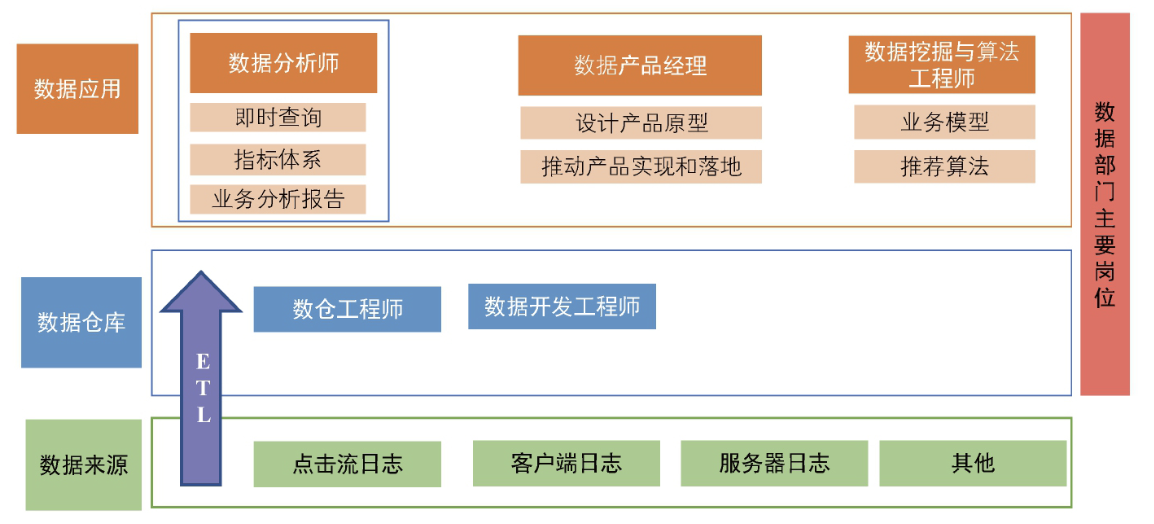 数据应用
数据分析师
即时查询
指标体系
业务分析报告
数据产品经理
设计产品原型
推动产品实现和落地
数据挖掘与算法
工程师
业务模型
推荐算法
数据部门主要岗位
数据仓库
ETL
数仓工程师
数据开发工程师
数据来源
点击流日志
客户端日志
服务器日志
其他